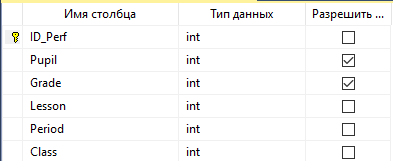 Имя столбца Тип данных Разрешить ...
ID_Perf int
Pupil int
Grade int
Lesson int
Period int
Class int